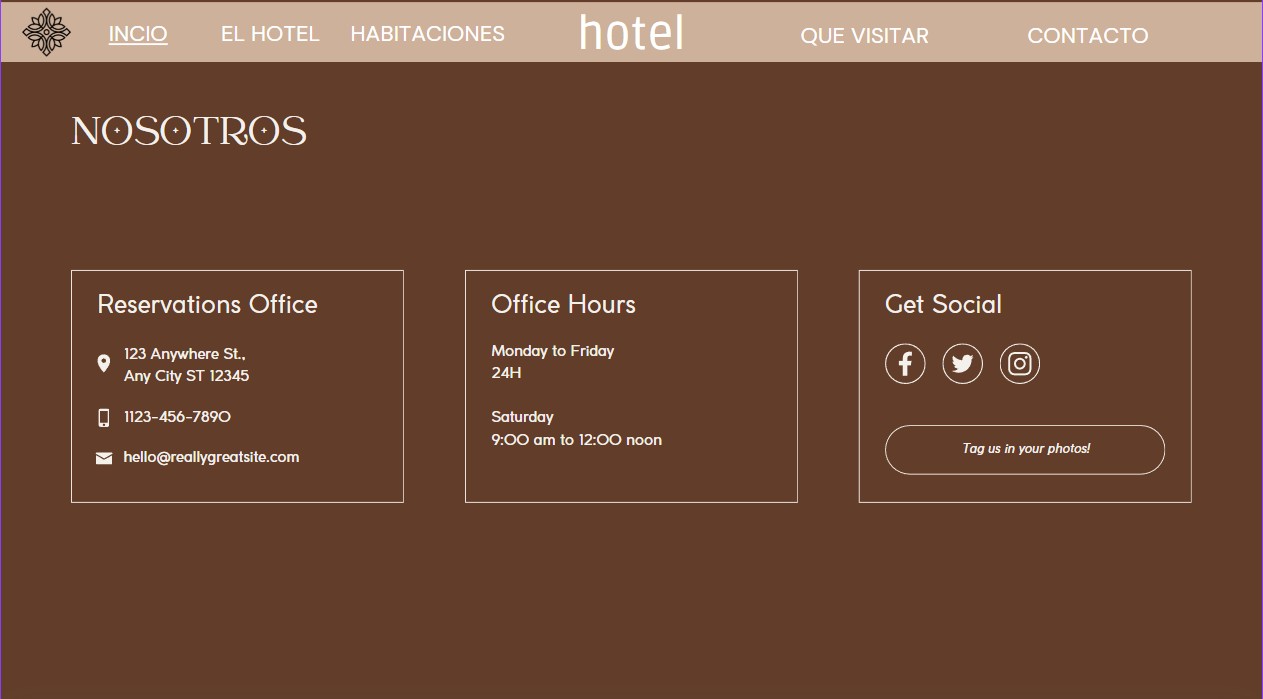 INCIO
EL HOTEL
HABITACIONES
hotel
QUE VISITAR
CONTACTO
NOSOTROS
Reservations Office
123 Anywhere St.,
Any City ST 12345
1123-456-7890
hello@reallygreatsite.com
Office Hours
Monday to Friday
24H
Saturday
9:00 am to 12:00 noon
Get Social
Tag us in your photos!